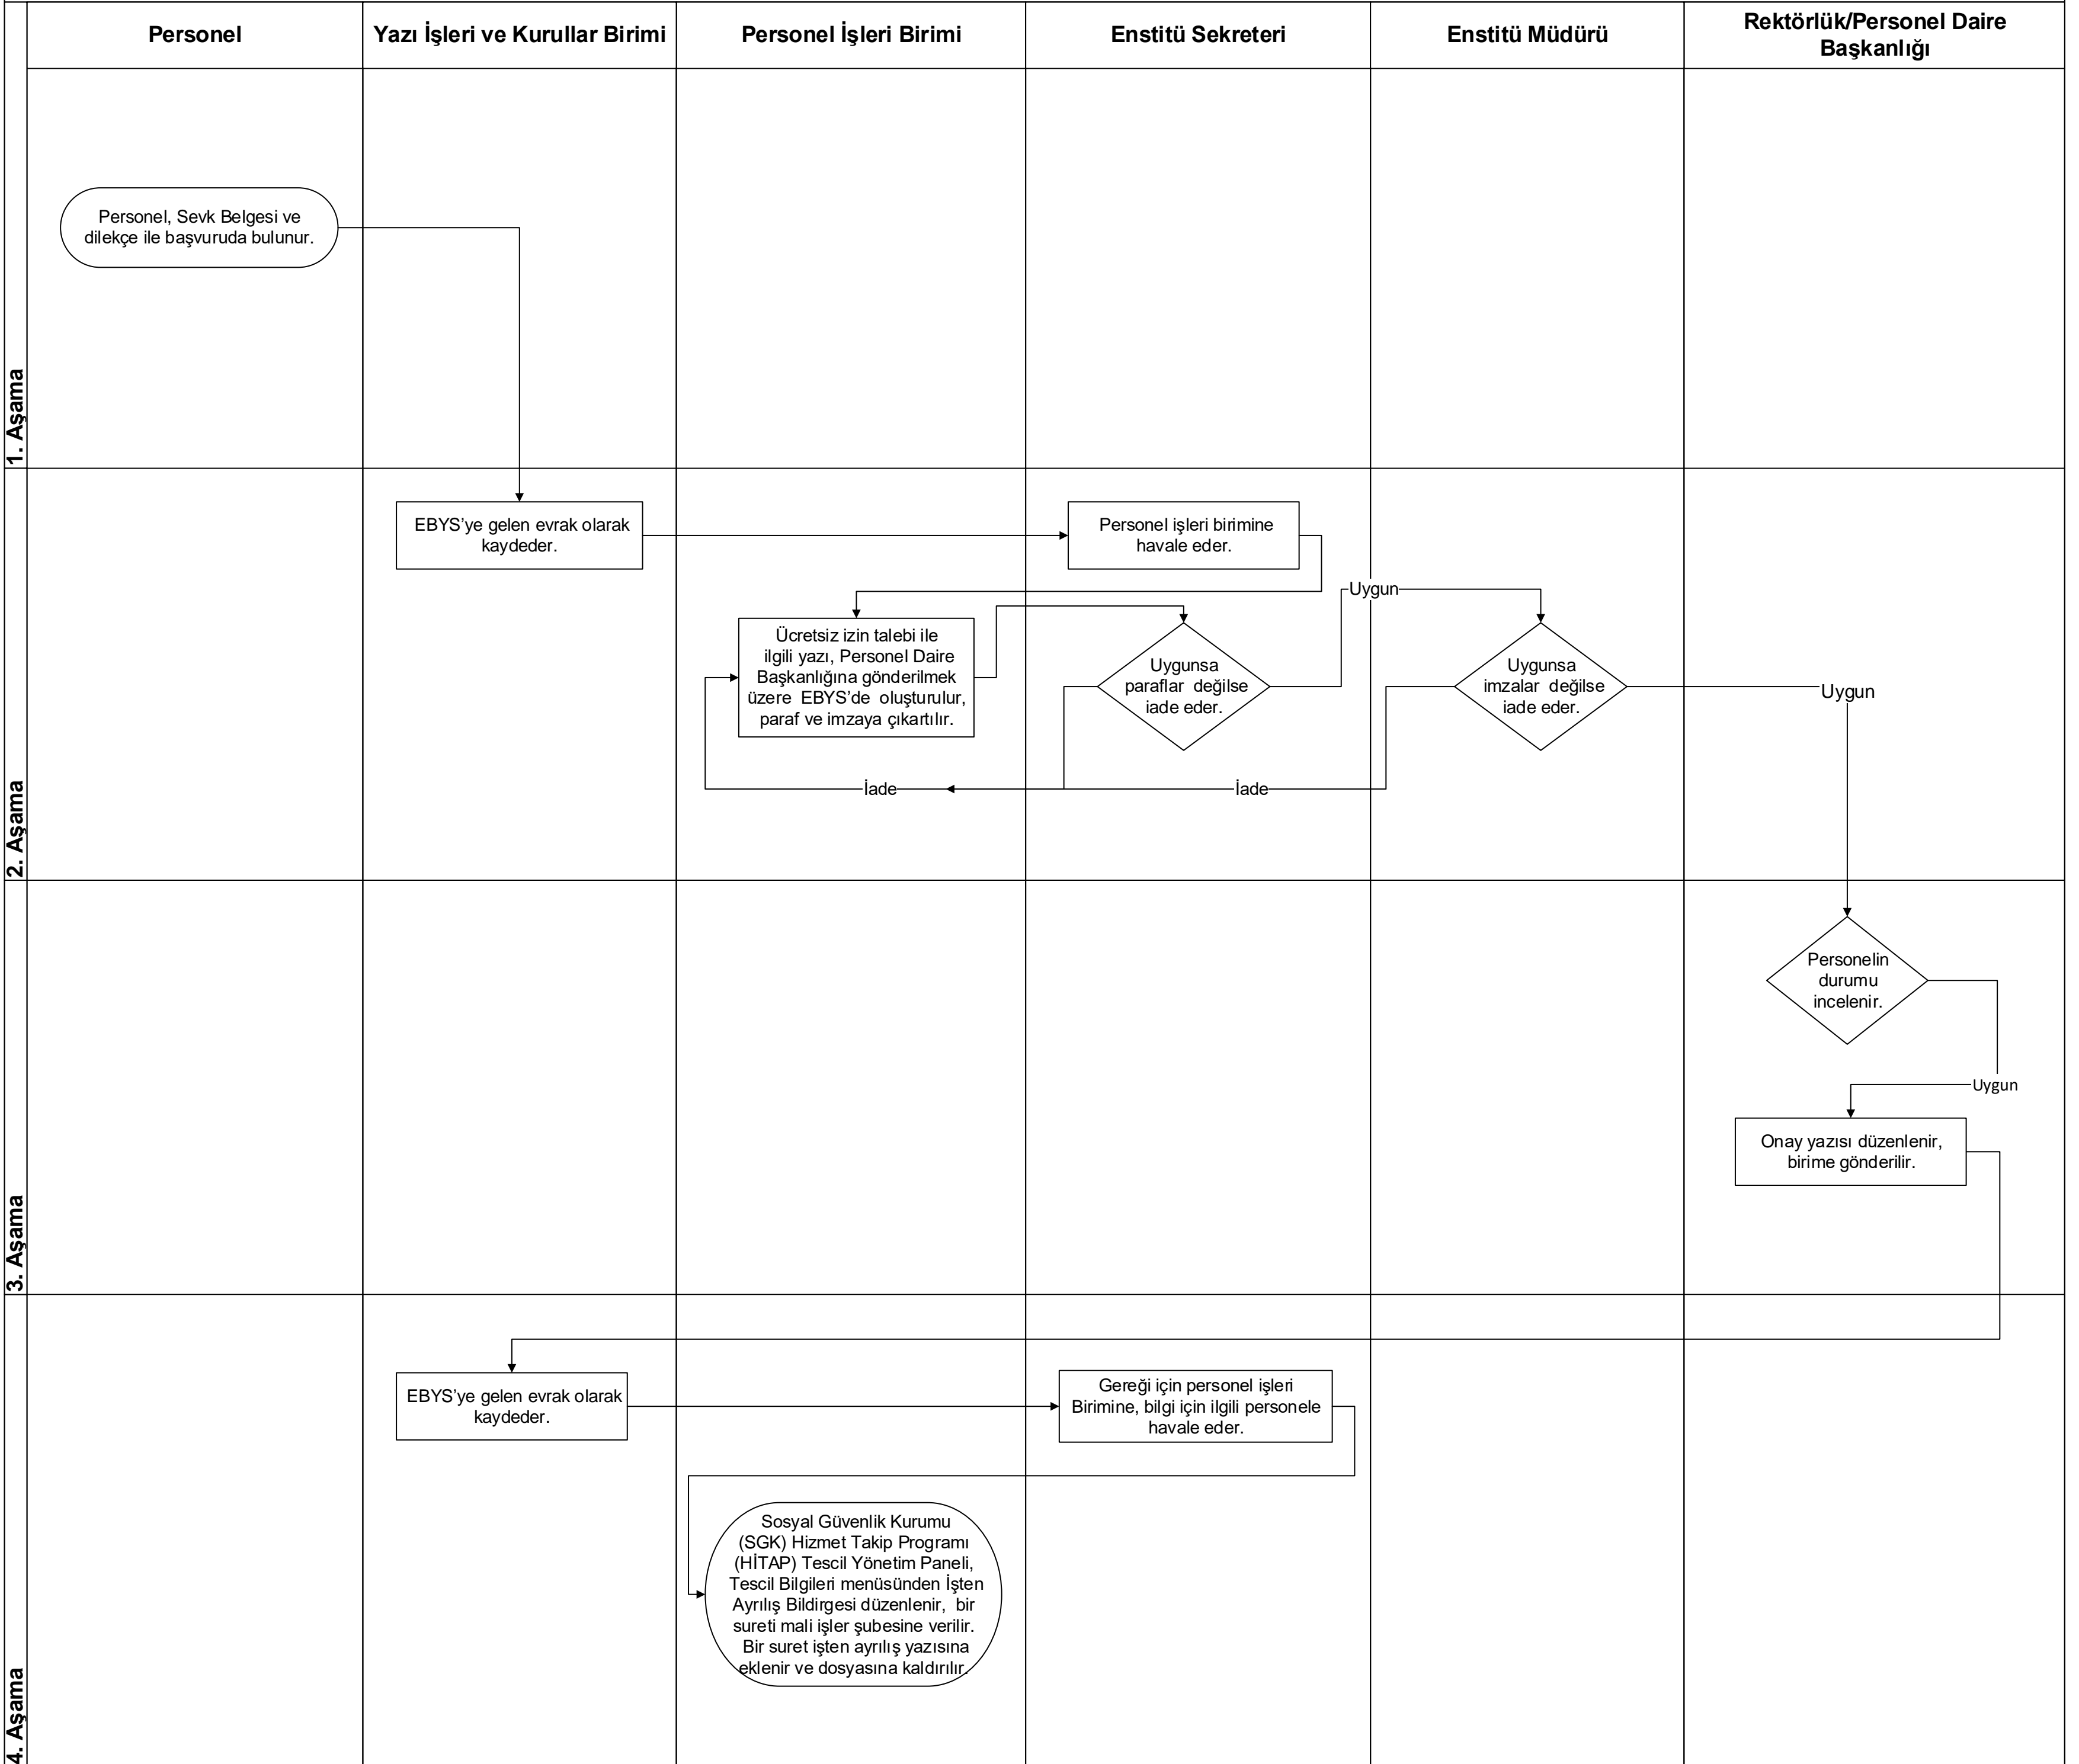 Personel
Yazı İşleri ve Kurullar Birimi
Personel İşleri Birimi
Enstitü Sekreteri
Enstitü Müdürü
Rektörlük/Personel Daire
Başkanlığı
1. Aşama
Personel, Sevk Belgesi ve
dilekçe ile başvuruda bulunur.
2. Aşama
EBYS’ye gelen evrak olarak
kaydeder.
Personel işleri birimine
havale eder.
Uygun
Ücretsiz izin talebi ile
ilgili yazı, Personel Daire
Başkanlığına gönderilmek
üzere EBYS’de oluşturulur,
paraf ve imzaya çıkartılır.
Uygunsa
paraflar değilse
iade eder.
Uygunsa
imzalar değilse
iade eder.
Uygun
İade
İade
3. Aşama
Personelin
durumu
incelenir.
Uygun
Onay yazısı düzenlenir,
birime gönderilir.
4. Aşama
EBYS’ye gelen evrak olarak
kaydeder.
Gereği için personel işleri
Birimine, bilgi için ilgili personele
havale eder.
Sosyal Güvenlik Kurumu
(SGK) Hizmet Takip Programı
(HİTAP) Tescil Yönetim Paneli,
Tescil Bilgileri menüsünden İşten
Ayrılış Bildirgesi düzenlenir, bir
sureti mali işler şubesine verilir.
Bir suret işten ayrılış yazısına
eklenir ve dosyasına kaldırılır.